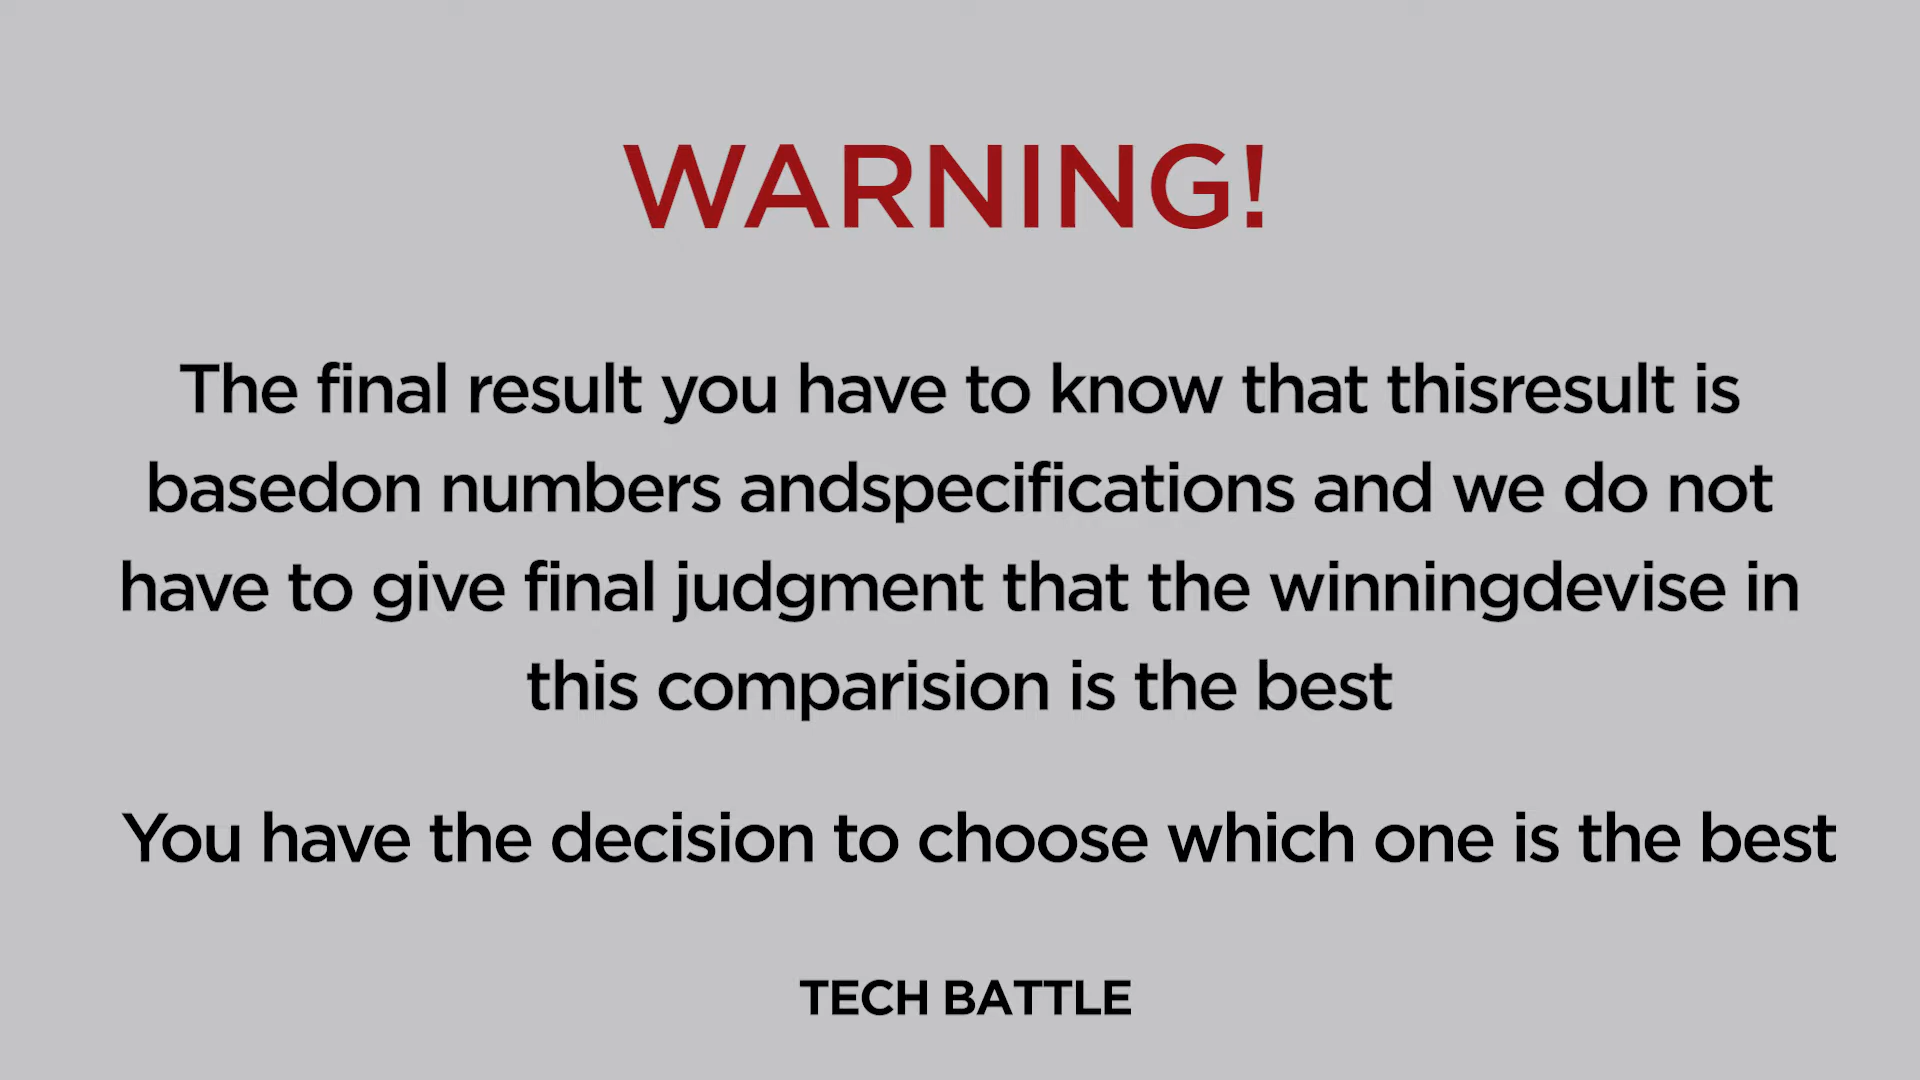 WARNING!
The final result you have to know that thisresult is
basedon numbers andspecifications and we do not
have to give final judgment that the winningdevise in
this comparision is the best
You have the decision to choose which one is the best
TECH BATTLE